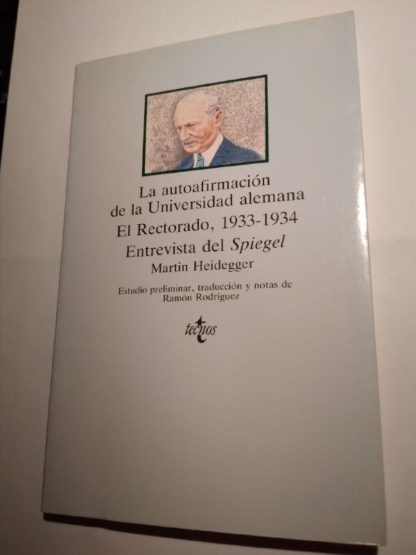 La autoafirmación
de la Universidad alemana
El Rectorado, 1933-1934
Entrevista del Spiegel
Martin Heidegger
Estudio preliminar, traducción y notas de
Ramón Rodríguez
tecnos